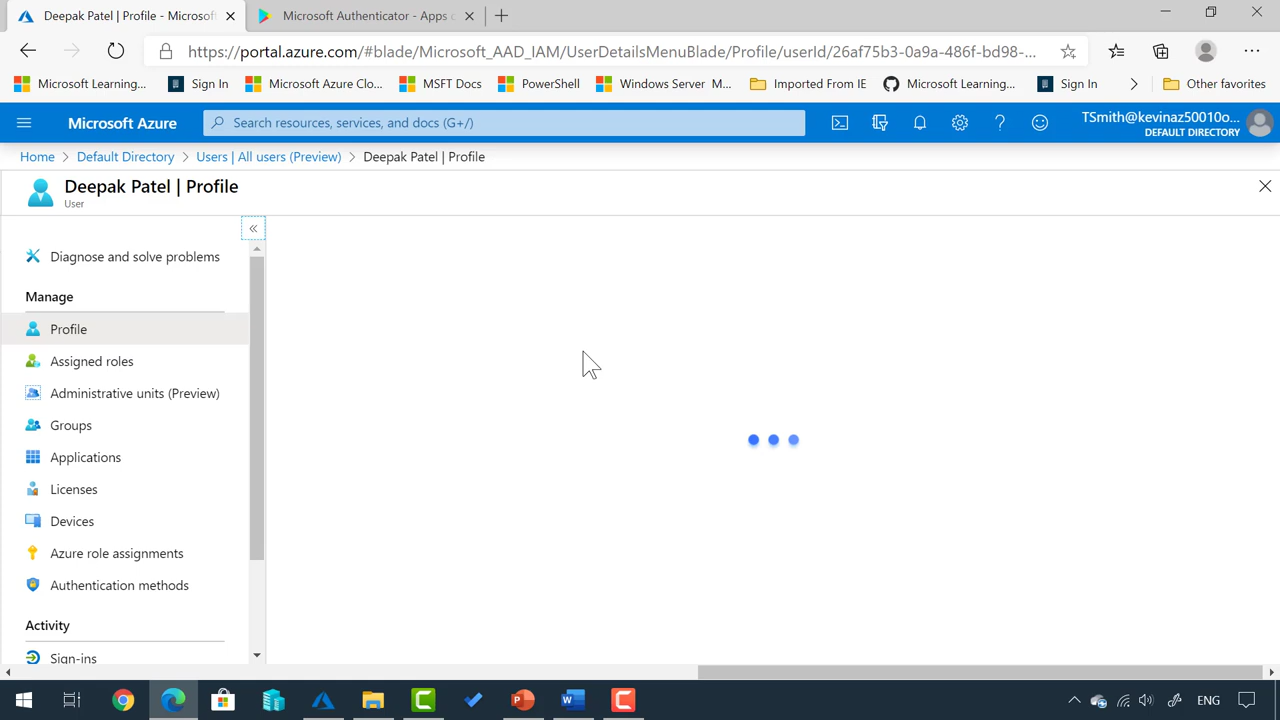 Deepak Patel | Profile - Microsoft
Microsoft Authenticator - Apps o
https://portal.azure.com/#blade/Microsoft_AAD_IAM/UserDetailsMenuBlade/Profile/userId/26af75b3-0a9a-486f-bd98-...
Microsoft Learning...
Sign In
Microsoft Azure Clo...
MSFT Docs
PowerShell
Windows Server M...
Imported From IE
Microsoft Learning...
Sign In
Other favorites
Microsoft Azure
Search resources, services, and docs (G+/)
TSmith@kevinaz50010o...
DEFAULT DIRECTORY
Home > Default Directory > Users | All users (Preview) > Deepak Patel | Profile
Deepak Patel | Profile
User
«
Diagnose and solve problems
Manage
Profile
Assigned roles
Administrative units (Preview)
Groups
Applications
Licenses
Devices
Azure role assignments
Authentication methods
Activity
Sign-ins
ENG